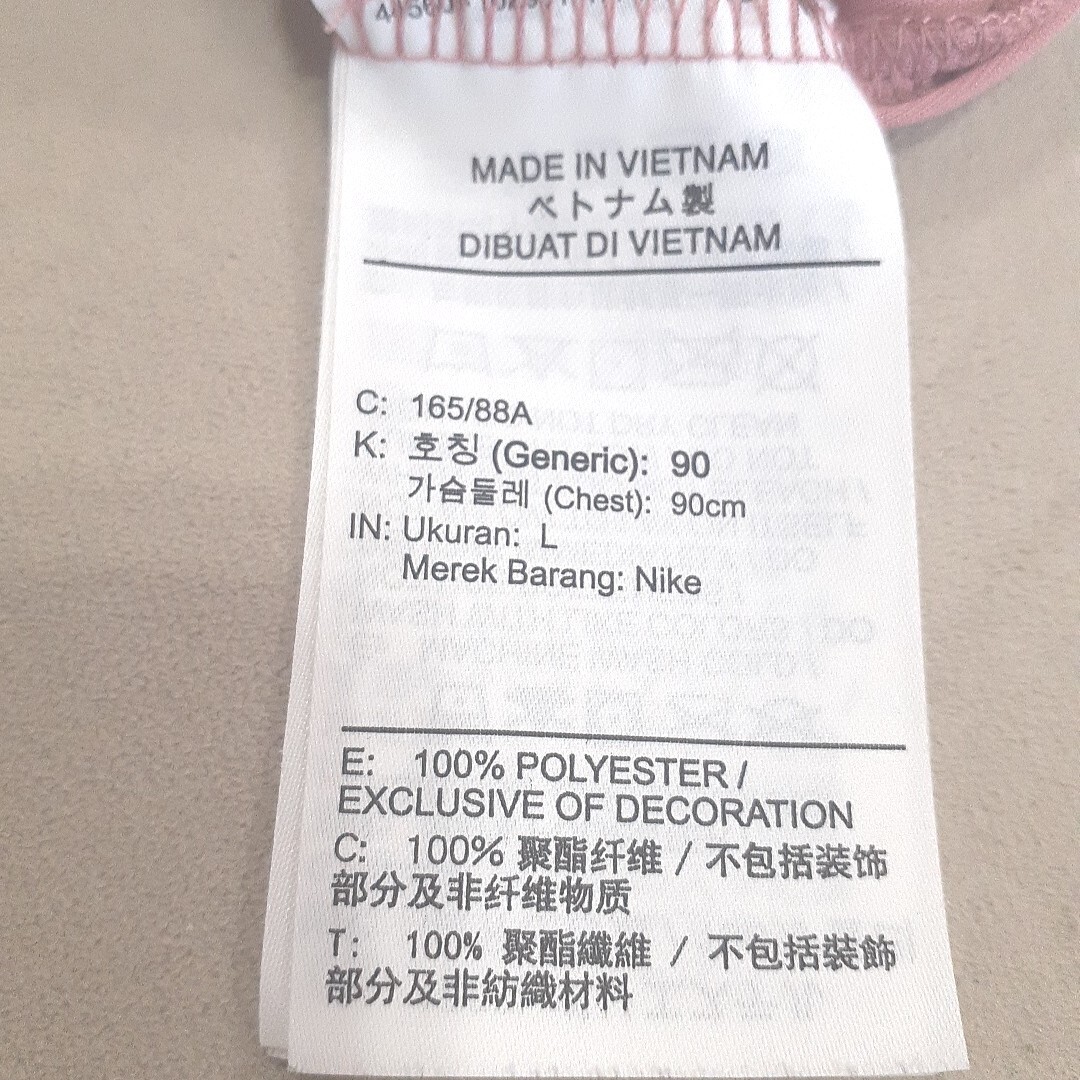 MADE IN VIETNAM
ベトナム製
DIBUAT DI VIETNAM
C: 165/88A
K: 호칭 (Generic): 90
가슴둘레 (Chest): 90cm
IN: Ukuran: L
Merek Barang: Nike
E: 100% POLYESTER /
EXCLUSIVE OF DECORATION
C: 100% 聚酯纤维 / 不包括装饰
部分及非纤维物质
T: 100% 聚酯纖維 / 不包括裝飾
部分及非紡織材料